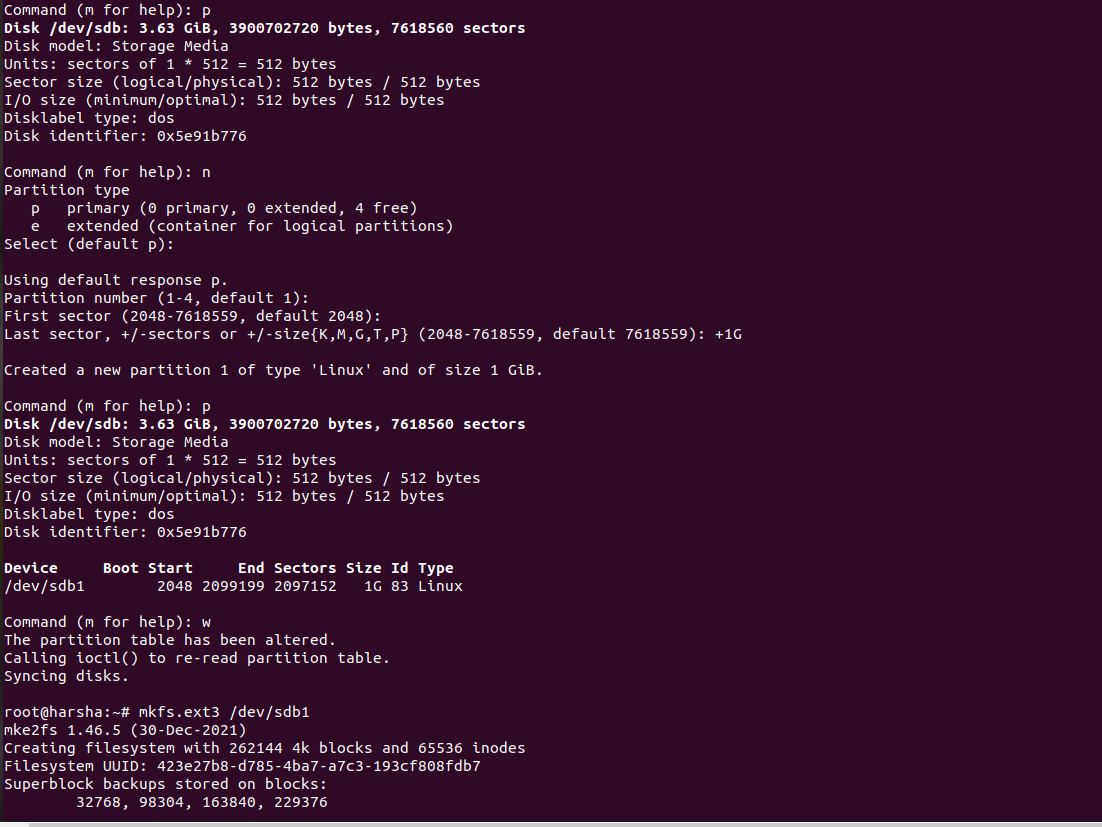 Command (m for help): p
Disk /dev/sdb: 3.63 GiB, 3900702720 bytes, 7618560 sectors
Disk model: Storage Media
Units: sectors of 1 * 512 = 512 bytes
Sector size (logical/physical): 512 bytes / 512 bytes
I/O size (minimum/optimal): 512 bytes / 512 bytes
Disklabel type: dos
Disk identifier: 0x5e91b776
Command (m for help): n
Partition type
p   primary (0 primary, 0 extended, 4 free)
e   extended (container for logical partitions)
Select (default p):
Using default response p.
Partition number (1-4, default 1):
First sector (2048-7618559, default 2048):
Last sector, +/-sectors or +/-size{K,M,G,T,P} (2048-7618559, default 7618559): +1G
Created a new partition 1 of type 'Linux' and of size 1 GiB.
Command (m for help): p
Disk /dev/sdb: 3.63 GiB, 3900702720 bytes, 7618560 sectors
Disk model: Storage Media
Units: sectors of 1 * 512 = 512 bytes
Sector size (logical/physical): 512 bytes / 512 bytes
I/O size (minimum/optimal): 512 bytes / 512 bytes
Disklabel type: dos
Disk identifier: 0x5e91b776
Device     Boot Start     End Sectors Size Id Type
/dev/sdb1        2048 2099199 2097152   1G 83 Linux
Command (m for help): w
The partition table has been altered.
Calling ioctl() to re-read partition table.
Syncing disks.
root@harsha:~# mkfs.ext3 /dev/sdb1
mke2fs 1.46.5 (30-Dec-2021)
Creating filesystem with 262144 4k blocks and 65536 inodes
Filesystem UUID: 423e27b8-d785-4ba7-a7c3-193cf808fdb7
Superblock backups stored on blocks:
32768, 98304, 163840, 229376